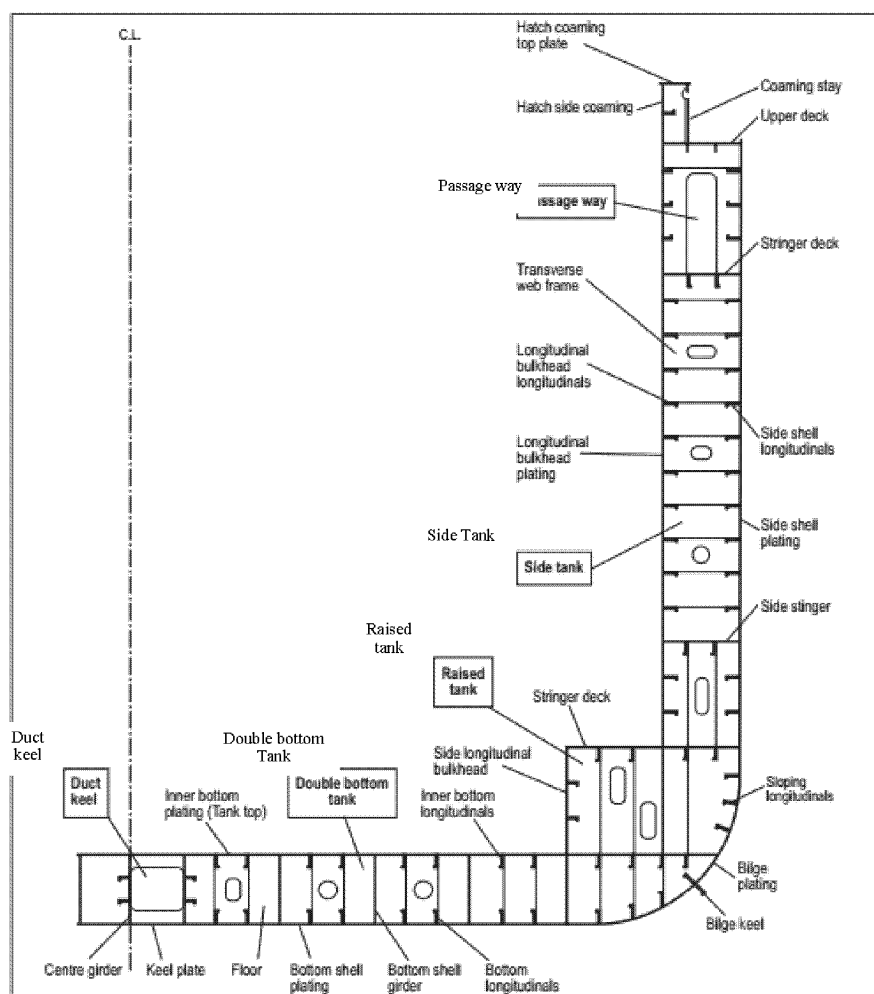 C.L.
Hatch coaming
top plate
Coaming stay
Hatch side coaming
Upper deck
Passage way
assage way
Stringer deck
Transverse
web frame
Longitudinal
bulkhead
longitudinals
Side shell
longitudinals
Longitudinal
bulkhead
plating
Side shell
plating
Side Tank
Side tank
Side stinger
Raised
tank
Raised
tank
Stringer deck
Duct
keel
Double bottom
Tank
Side longitudinal
bulkhead
Duct
keel
Inner bottom
plating (Tank top)
Double bottom
tank
Inner bottom
longitudinals
Sloping
longitudinals
Bilge
plating
Bilge keel
Centre girder
Keel plate
Floor
Bottom shell
plating
Bottom shell
girder
Bottom
longitudinals